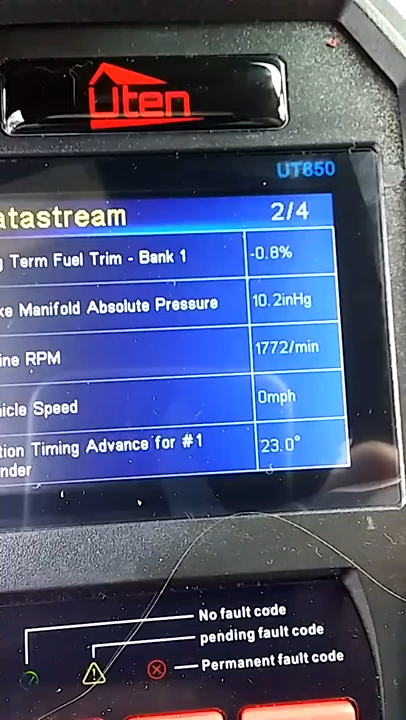 Uten
UT850
atastream 2/4
g Term Fuel Trim - Bank 1 -0.8%
ke Manifold Absolute Pressure 10.2inHg
ine RPM 1772/min
hicle Speed 0mph
tion Timing Advance for #1
nder 23.0°
No fault code
pending fault code
Permanent fault code